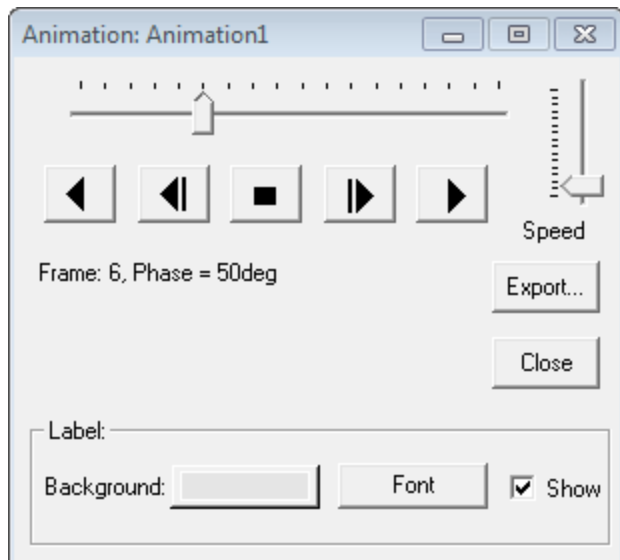 Animation: Animation1
Speed
Frame: 6, Phase = 50deg
Export...
Close
Label:
Background:
Font
Show